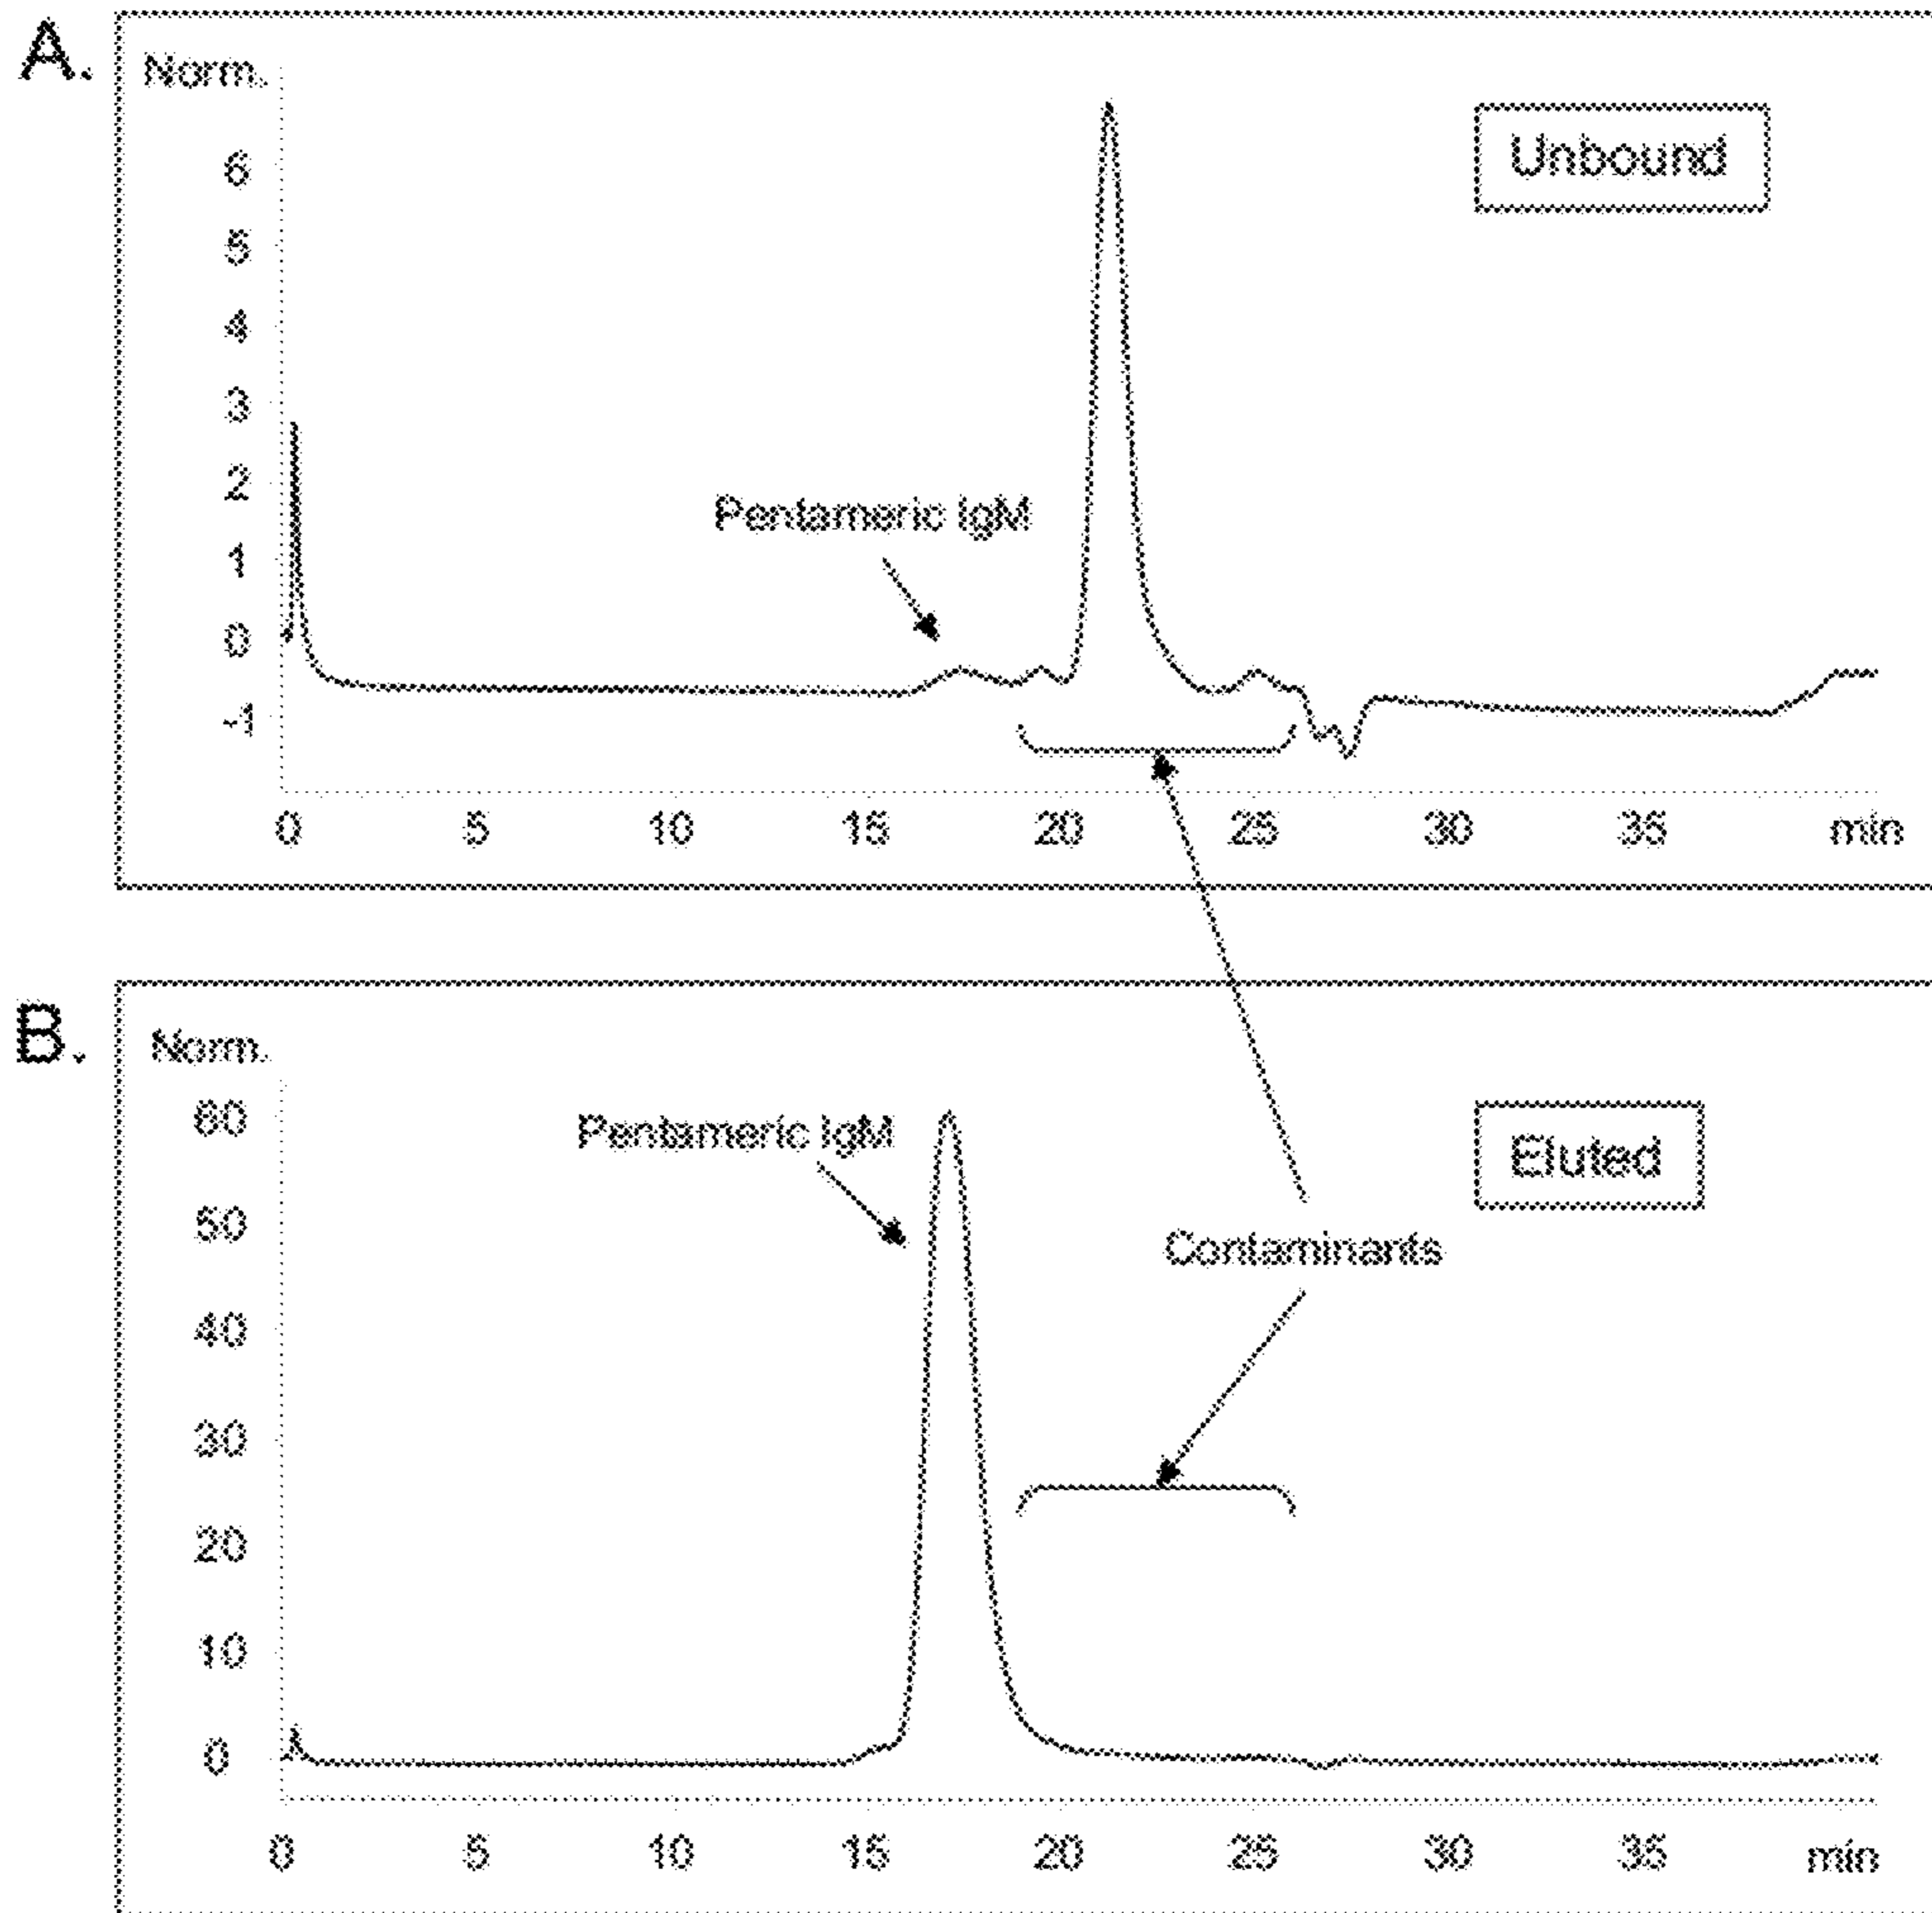 A.
Norm.
Unbound
6
5
4
3
2
1
0
-1
Pentameric IgM
0 5 10 15 20 25 30 35 min
B.
Norm.
Eluted
60
50
40
30
20
10
0
Pentameric IgM
Contaminants
0 5 10 15 20 25 30 35 min